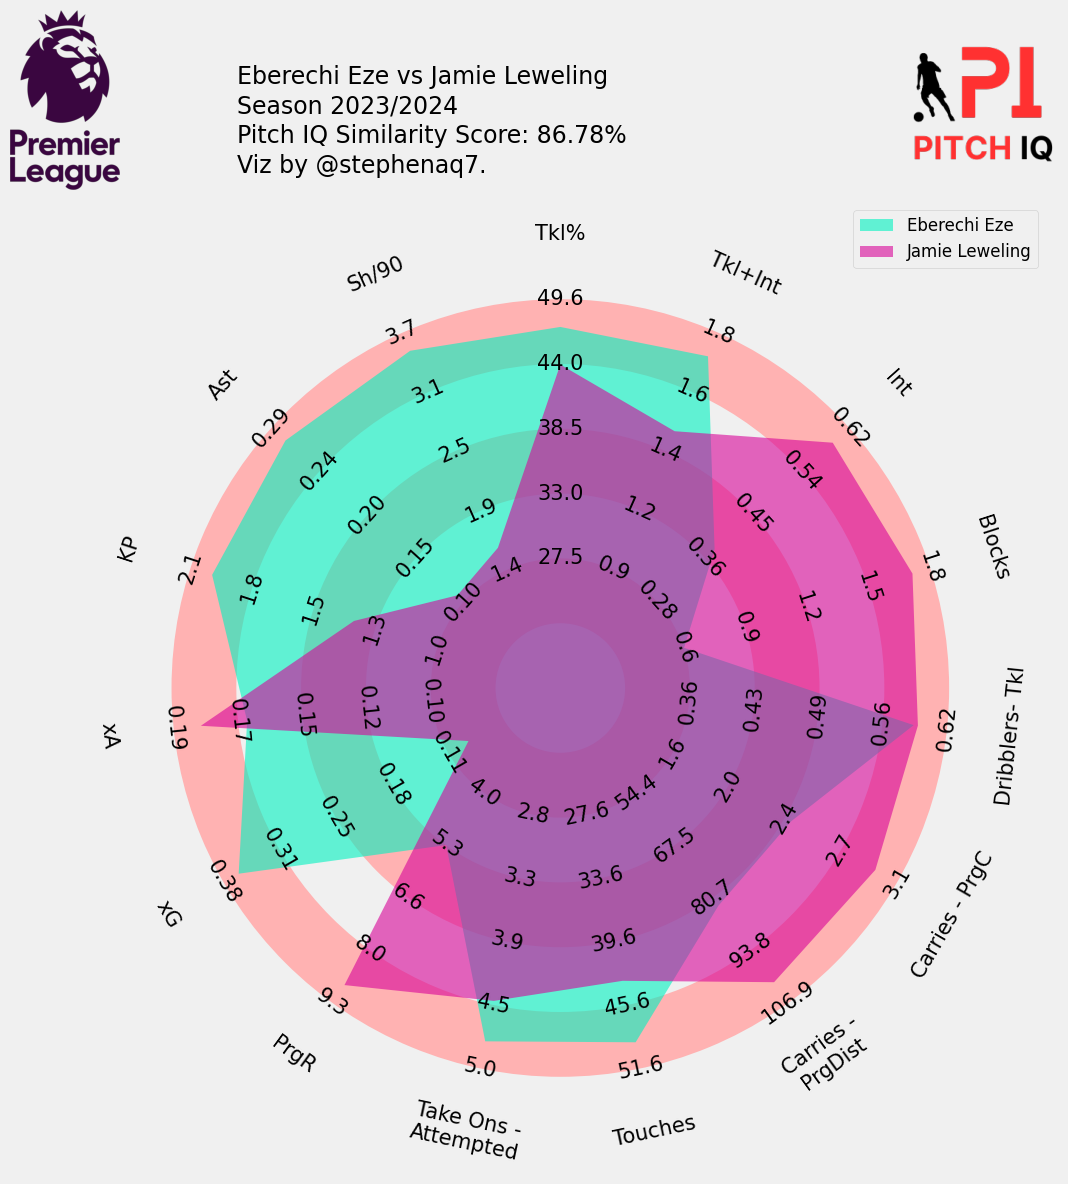 Premier
League
Eberechi Eze vs Jamie Leweling
Season 2023/2024
Pitch IQ Similarity Score: 86.78%
Viz by @stephenaq7.
PI
PITCH IQ
Eberechi Eze
Jamie Leweling
Tkl%
49.6
44.0
38.5
33.0
27.5
Tkl+Int
1.8
1.6
1.4
1.2
0.9
Int
0.62
0.54
0.45
0.36
0.28
Blocks
1.8
1.5
1.2
0.9
0.6
Dribblers- Tkl
0.62
0.56
0.49
0.43
0.36
Carries - PrgC
3.1
2.7
2.4
2.0
1.6
Carries -
PrgDist
106.9
93.8
80.7
67.5
54.4
Touches
51.6
45.6
39.6
33.6
27.6
Take Ons -
Attempted
5.0
4.5
3.9
3.3
2.8
PrgR
9.3
8.0
6.6
5.3
4.0
xG
0.38
0.31
0.25
0.18
0.11
xA
0.19
0.17
0.15
0.12
0.10
KP
2.1
1.8
1.5
1.3
1.0
Ast
0.29
0.24
0.20
0.15
0.10
Sh/90
3.7
3.1
2.5
1.9
1.4